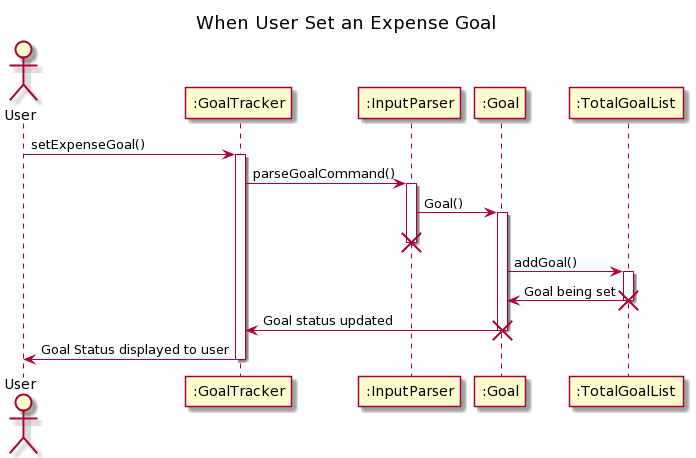 When User Set an Expense Goal
User
:GoalTracker
:InputParser
:Goal
:TotalGoalList
setExpenseGoal()
parseGoalCommand()
Goal()
addGoal()
Goal being set
Goal status updated
Goal Status displayed to user
User
:GoalTracker
:InputParser
:Goal
:TotalGoalList